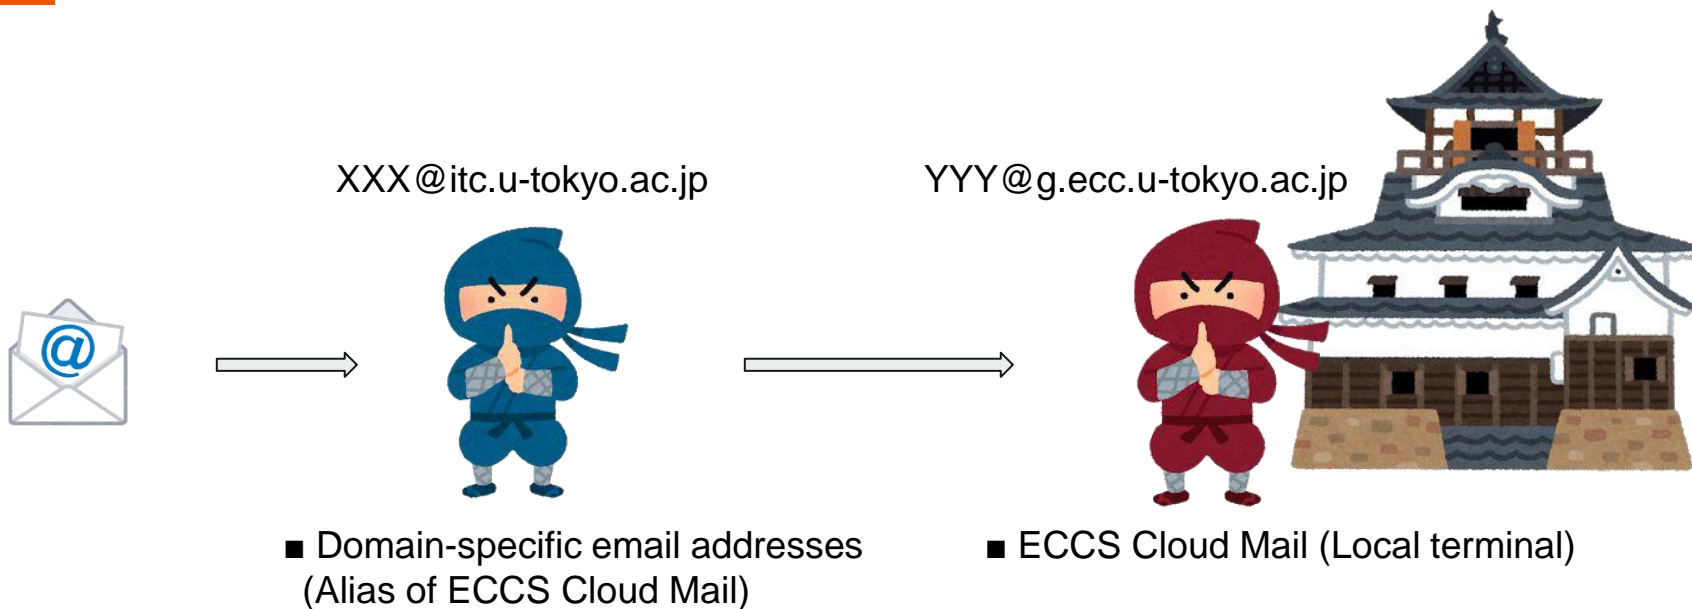 XXX@itc.u-tokyo.ac.jp
YYY@g.ecc.u-tokyo.ac.jp
@
■ Domain-specific email addresses
(Alias of ECCS Cloud Mail)
■ ECCS Cloud Mail (Local terminal)